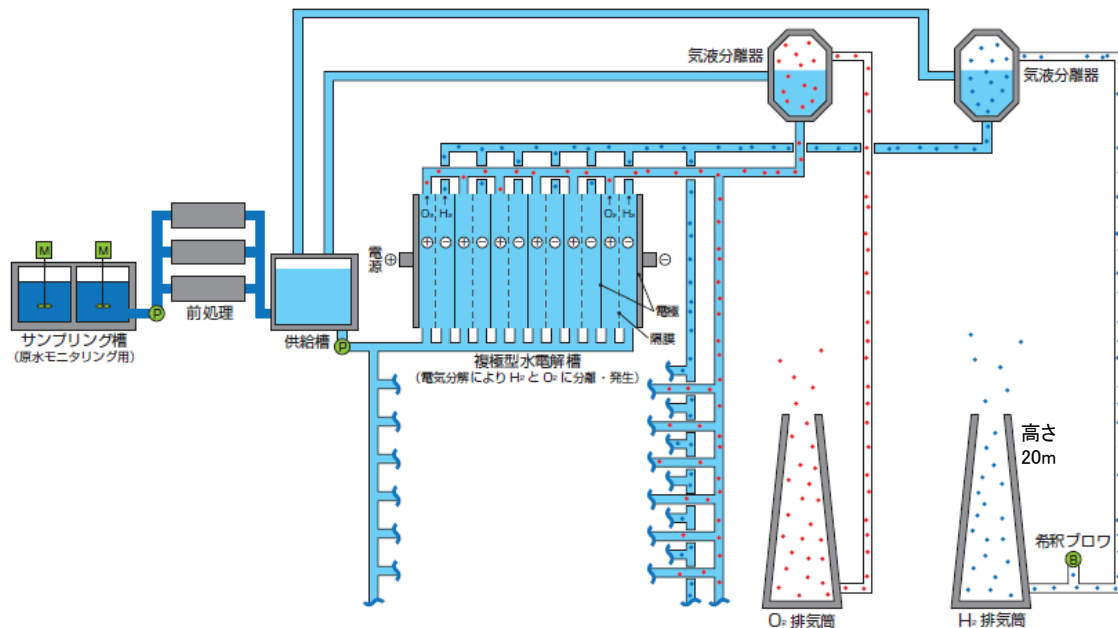 気液分離器
気液分離器
O₂ H₂ O₂ H₂
⊕ ⊖ ⊕ ⊖ ⊕ ⊖ ⊕ ⊖ ⊕ ⊖ ⊕ ⊖
電源 ⊕
⊖
M M
P
前処理
サンプリング槽
(原水モニタリング用)
供給槽
P
電極
隔膜
複極型水電解槽
(電気分解により H₂ と O₂ に分離・発生)
高さ
20m
希釈ブロワ
B
O₂ 排気筒
H₂ 排気筒